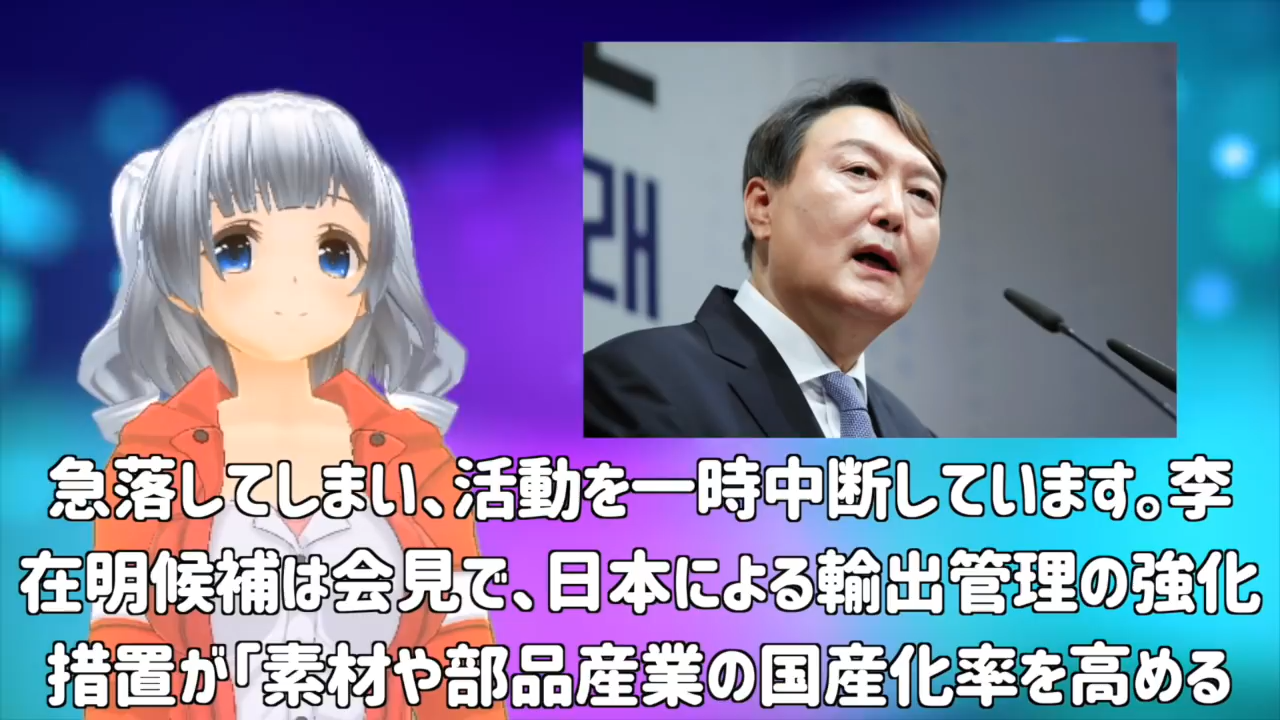 래
急落してしまい、活動を一時中断しています。李
在明候補は会見で、日本による輸出管理の強化
措置が「素材や部品産業の国産化率を高める